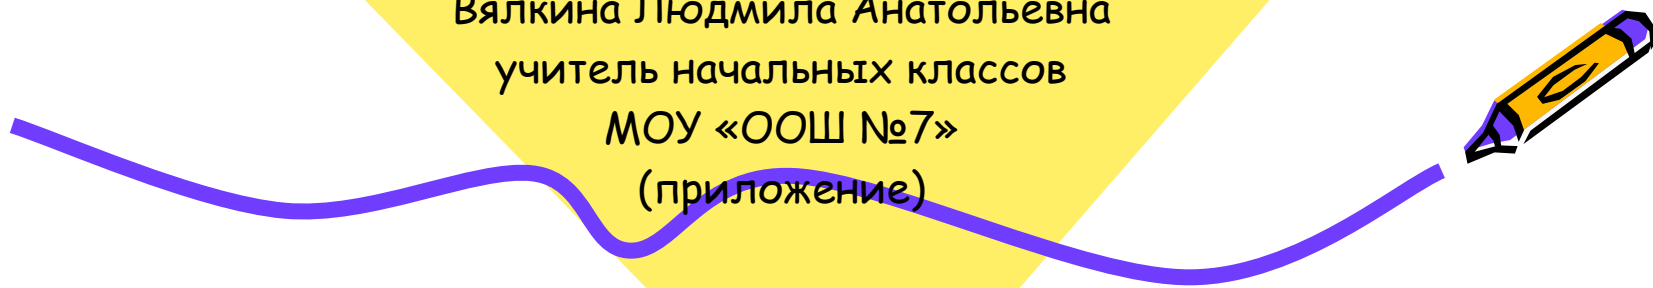 Вялкина Людмила Анатольевна
учитель начальных классов
МОУ «ООШ №7»
(приложение)